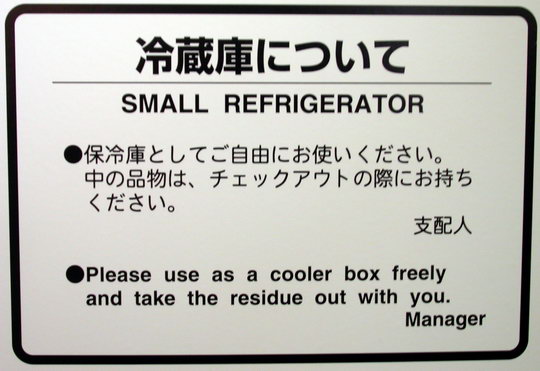 冷蔵庫について
SMALL REFRIGERATOR
●保冷庫としてご自由にお使いください。
中の品物は、チェックアウトの際にお持ち
ください。
支配人
●Please use as a cooler box freely
and take the residue out with you.
Manager